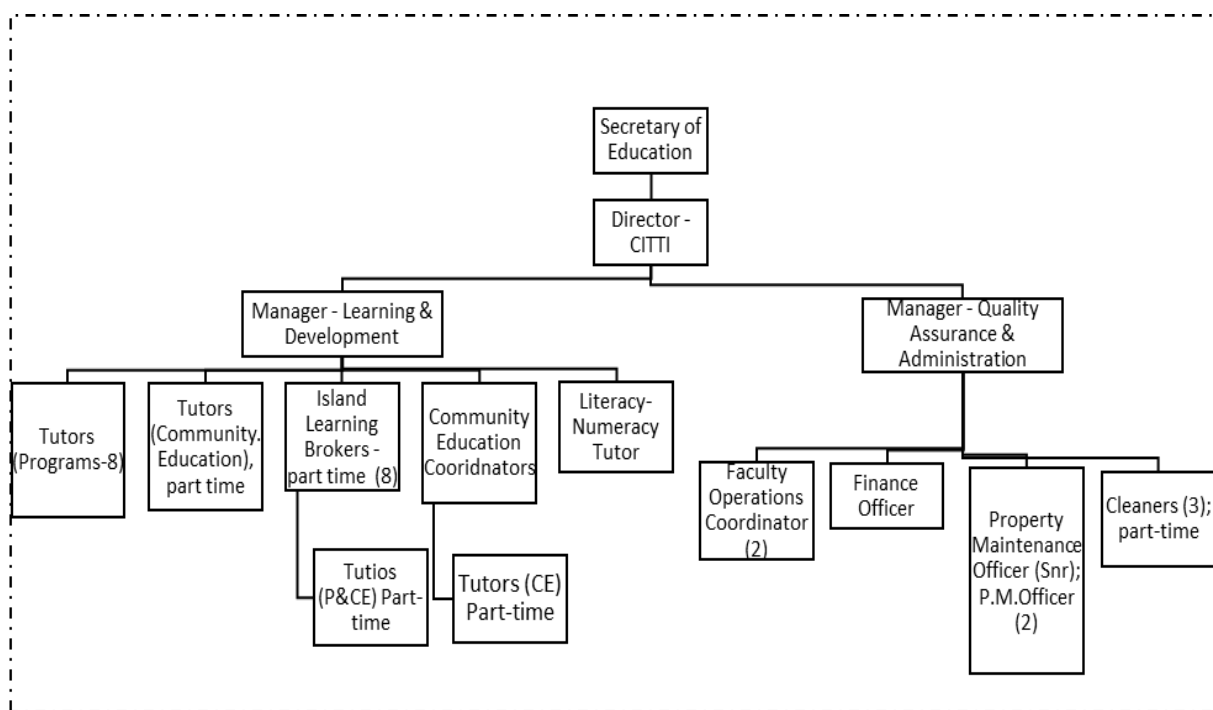 Secretary of
Education
Director -
CITTI
Manager - Learning &
Development
Manager - Quality
Assurance &
Administration
Tutors
(Programs-8)
Tutors
(Community.
Education),
part time
Island
Learning
Brokers -
part time (8)
Community
Education
Cooridnators
Literacy-
Numeracy
Tutor
Faculty
Operations
Coordinator
(2)
Finance
Officer
Property
Maintenance
Officer (Snr);
P.M.Officer
(2)
Cleaners (3);
part-time
Tutios
(P&CE) Part-
time
Tutors (CE)
Part-time